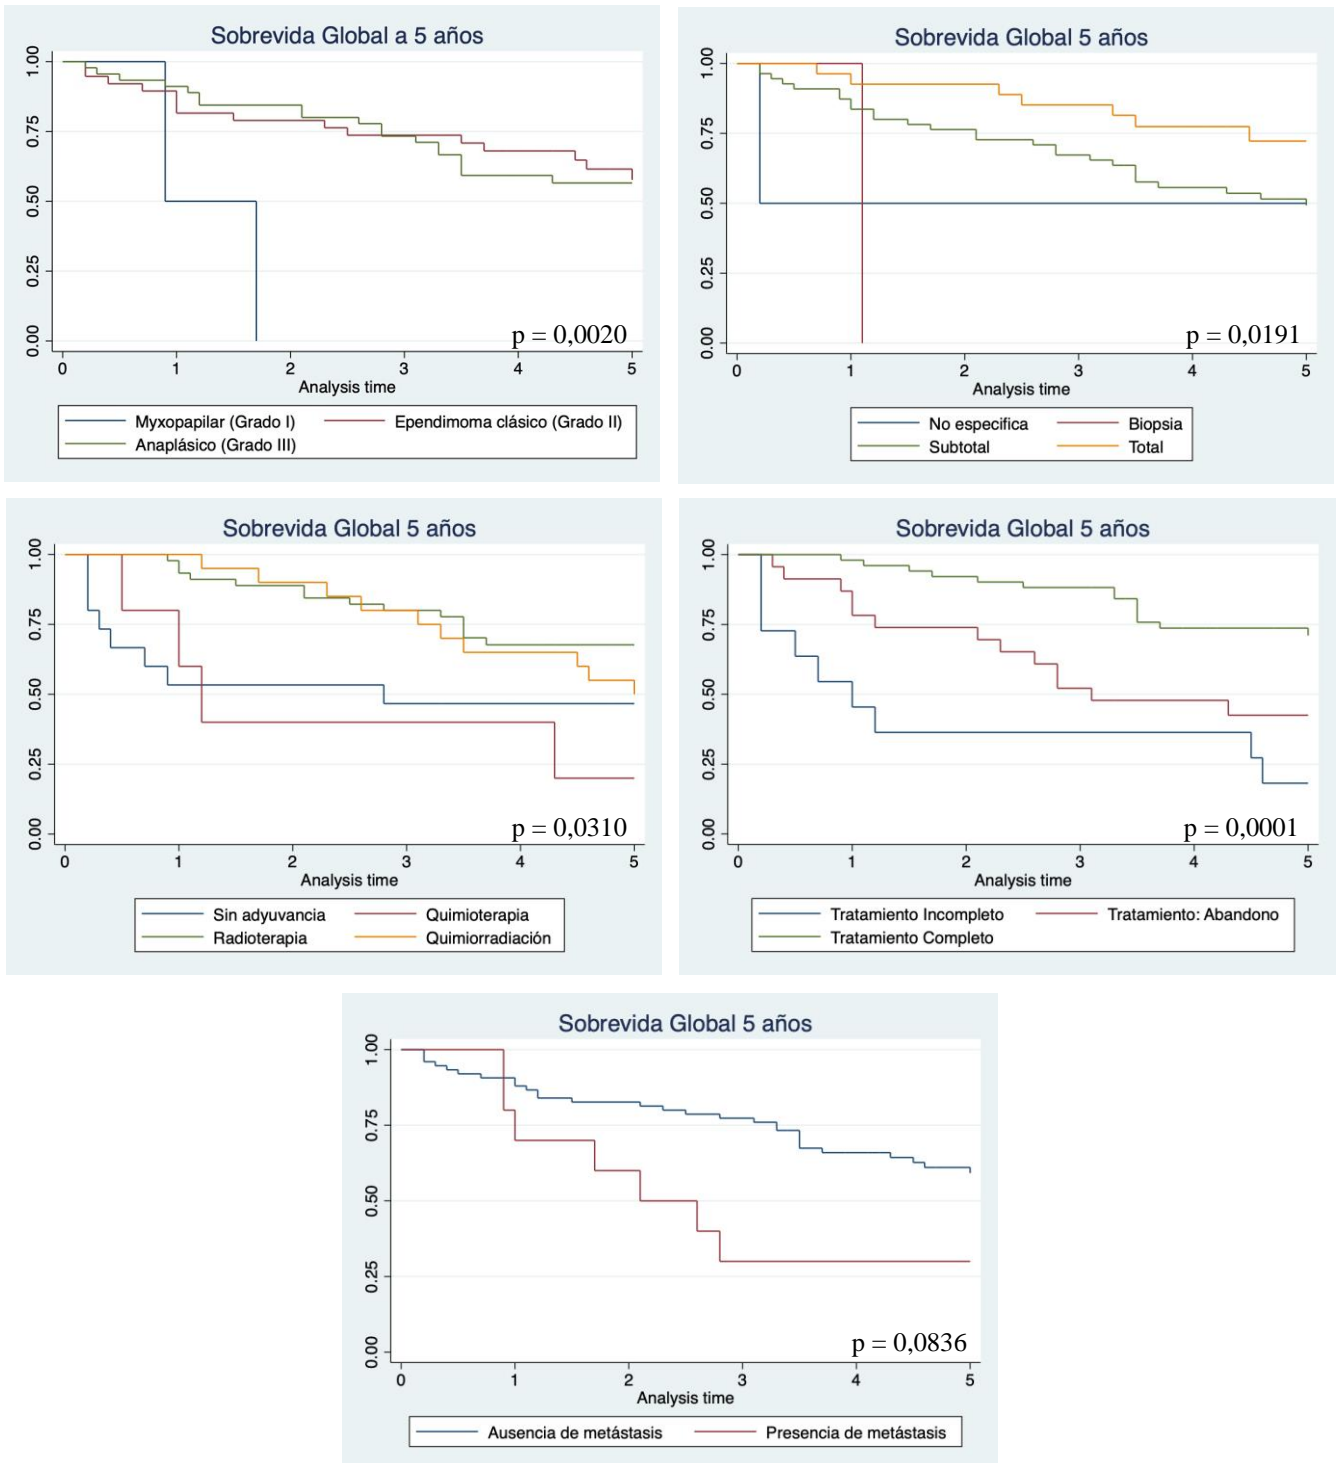 Sobrevida Global a 5 años
1.00
0.75
0.50
0.25
0.00
p = 0,0020
0 1 2 3 4 5
Analysis time
Myxopapilar (Grado I) Ependimoma clásico (Grado II)
Anaplásico (Grado III)
Sobrevida Global 5 años
1.00
0.75
0.50
0.25
0.00
p = 0,0191
0 1 2 3 4 5
Analysis time
No especifica Biopsia
Subtotal Total
Sobrevida Global 5 años
1.00
0.75
0.50
0.25
0.00
p = 0,0310
0 1 2 3 4 5
Analysis time
Sin adyuvancia Quimioterapia
Radioterapia Quimiorradiación
Sobrevida Global 5 años
1.00
0.75
0.50
0.25
0.00
p = 0,0001
0 1 2 3 4 5
Analysis time
Tratamiento Incompleto Tratamiento: Abandono
Tratamiento Completo
Sobrevida Global 5 años
1.00
0.75
0.50
0.25
0.00
p = 0,0836
0 1 2 3 4 5
Analysis time
Ausencia de metástasis Presencia de metástasis